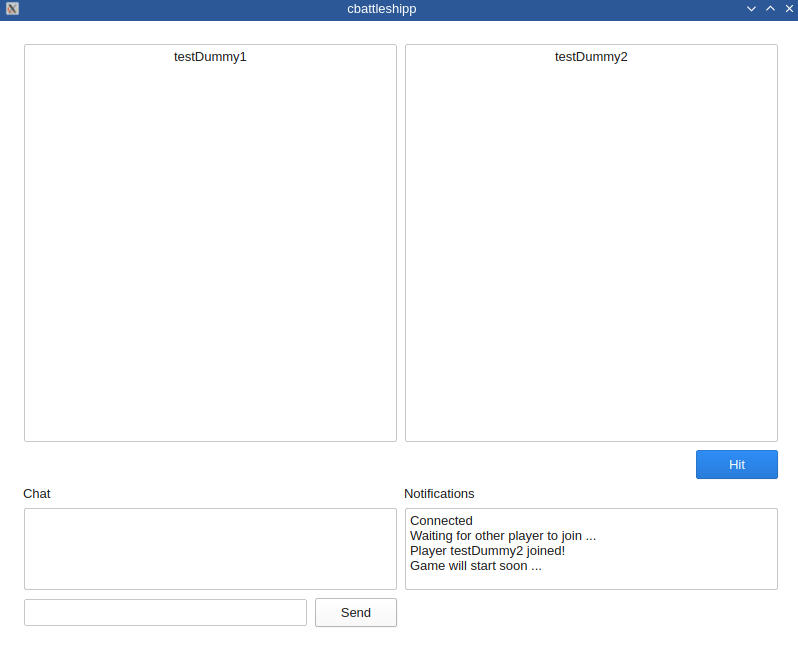 cbattleshipp
testDummy1
testDummy2
Hit
Chat
Notifications
Connected
Waiting for other player to join ...
Player testDummy2 joined!
Game will start soon ...
Send